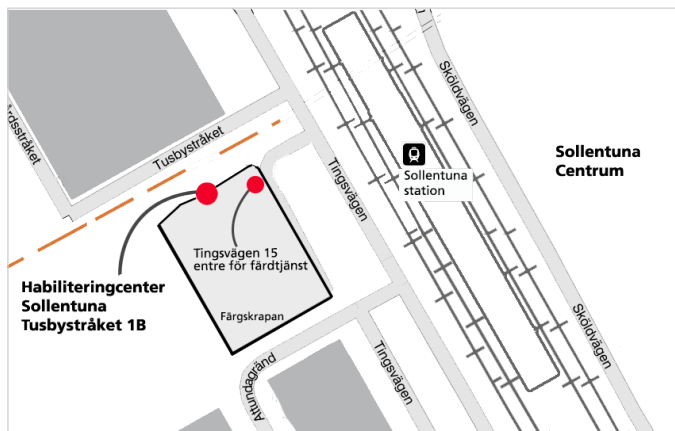 Sköldvägen
Tusbystråket
Sollentuna
Centrum
Sollentuna
station
Tingsvägen
Tingsvägen 15
entre för färdtjänst
Habiliteringcenter
Sollentuna
Tusbystråket 1B
Färgskrapan
Sköldvägen
Tingsvägen
Attundagränd